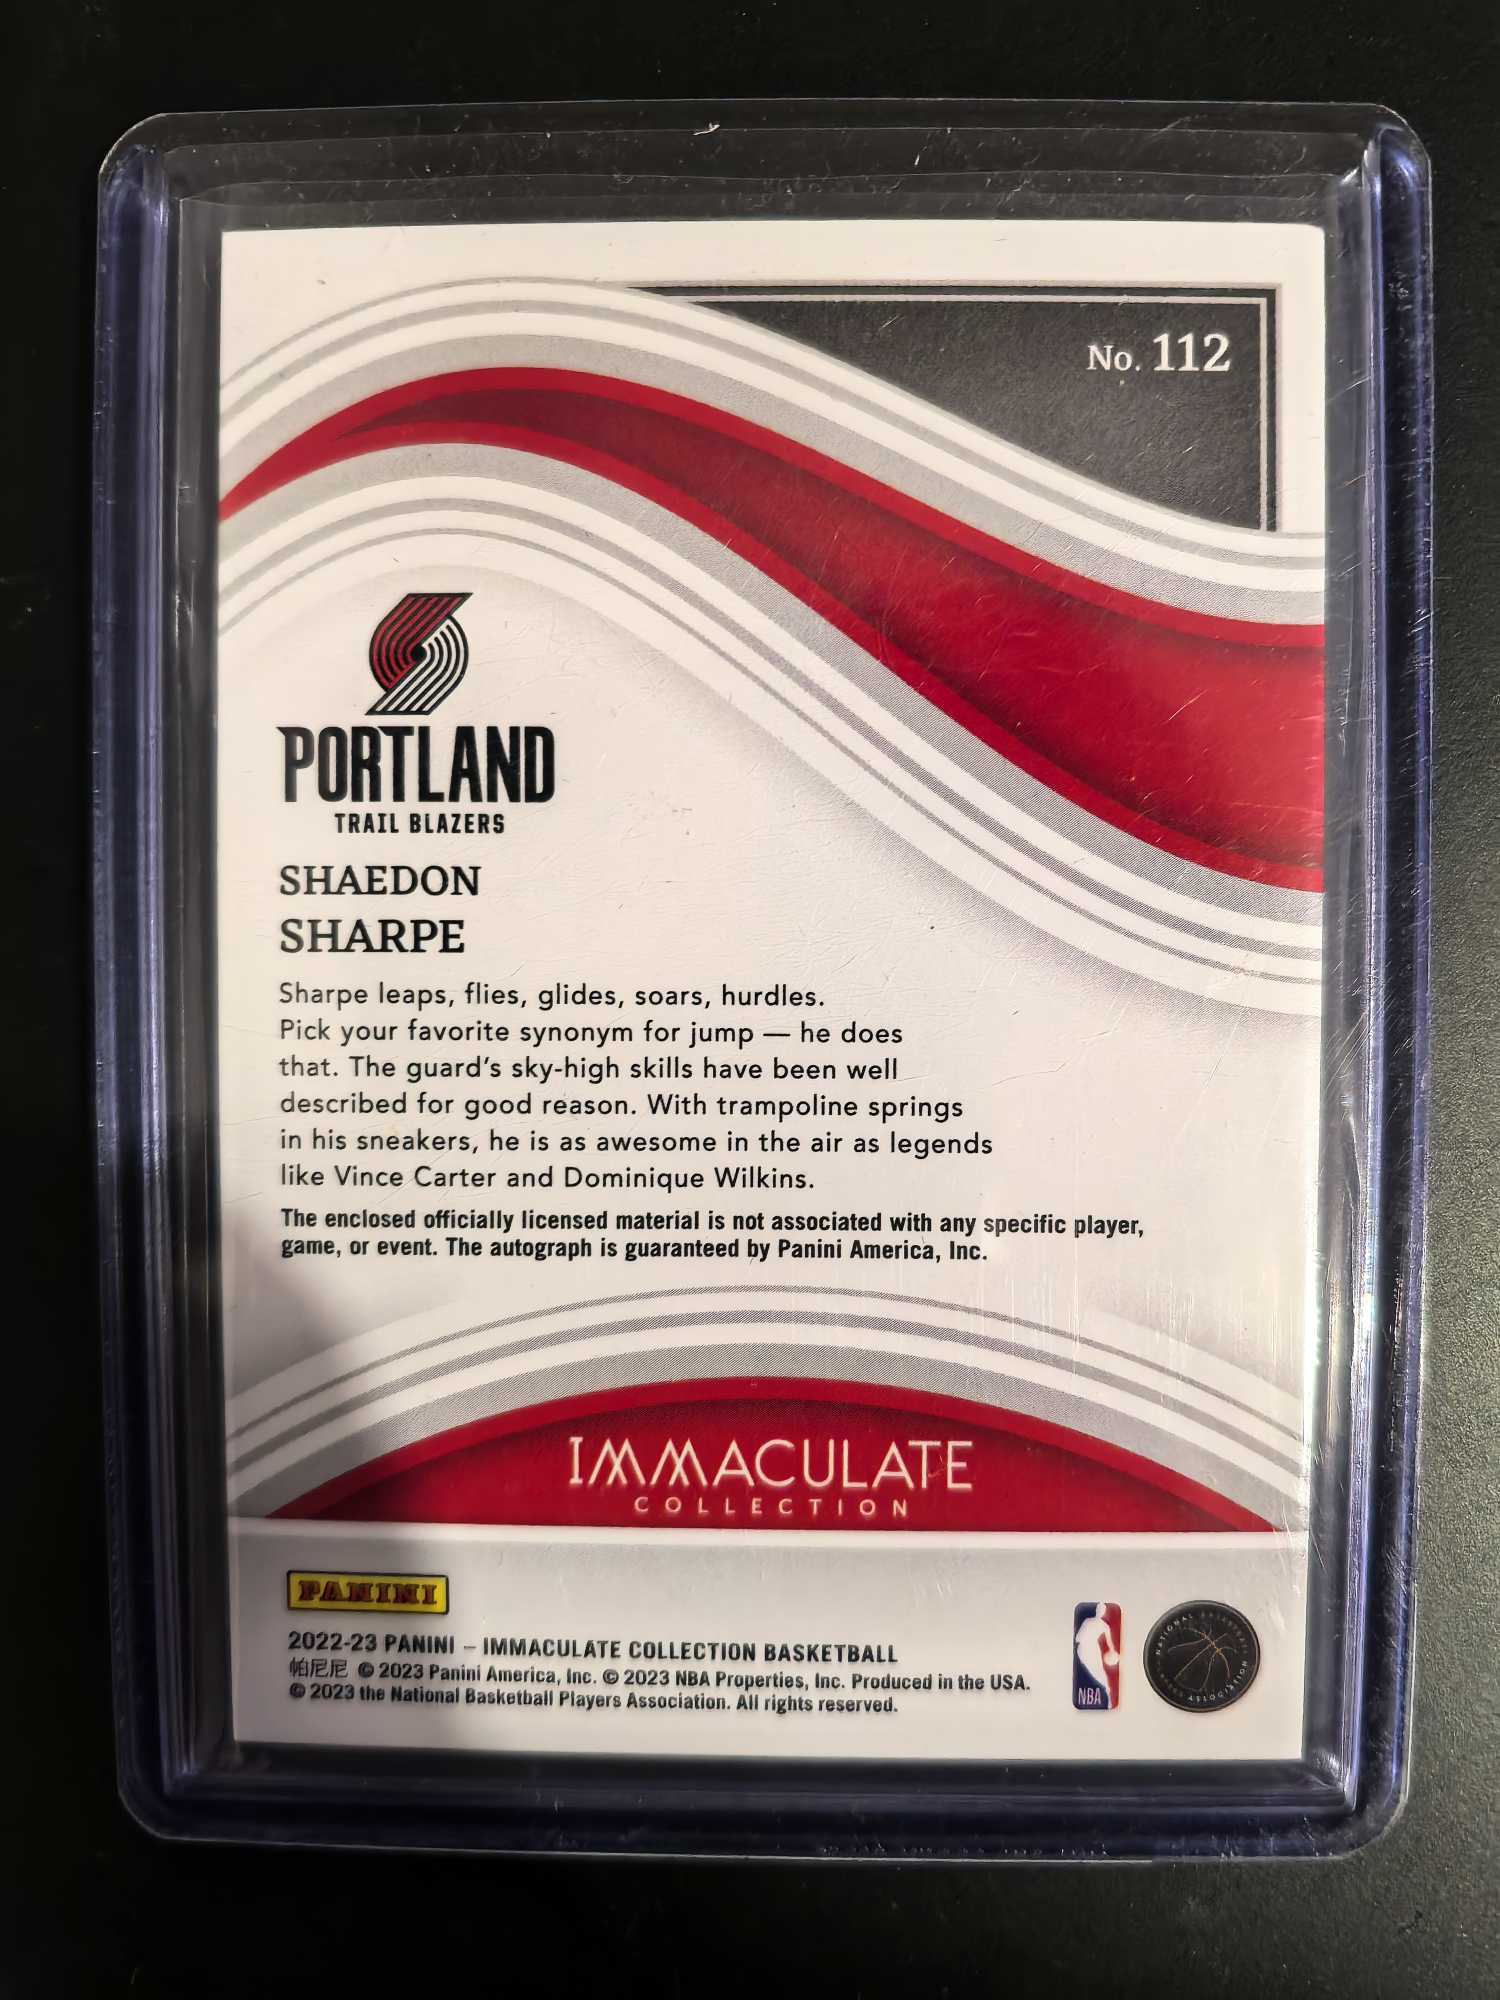 No. 112
PORTLAND
TRAIL BLAZERS
SHAEDON
SHARPE
Sharpe leaps, flies, glides, soars, hurdles.
Pick your favorite synonym for jump — he does
that. The guard's sky-high skills have been well
described for good reason. With trampoline springs
in his sneakers, he is as awesome in the air as legends
like Vince Carter and Dominique Wilkins.
The enclosed officially licensed material is not associated with any specific player,
game, or event. The autograph is guaranteed by Panini America, Inc.
IMMACULATE
COLLECTION
PANINI
2022-23 PANINI – IMMACULATE COLLECTION BASKETBALL
帕尼尼 © 2023 Panini America, Inc. © 2023 NBA Properties, Inc. Produced in the USA.
© 2023 the National Basketball Players Association. All rights reserved.
NBA